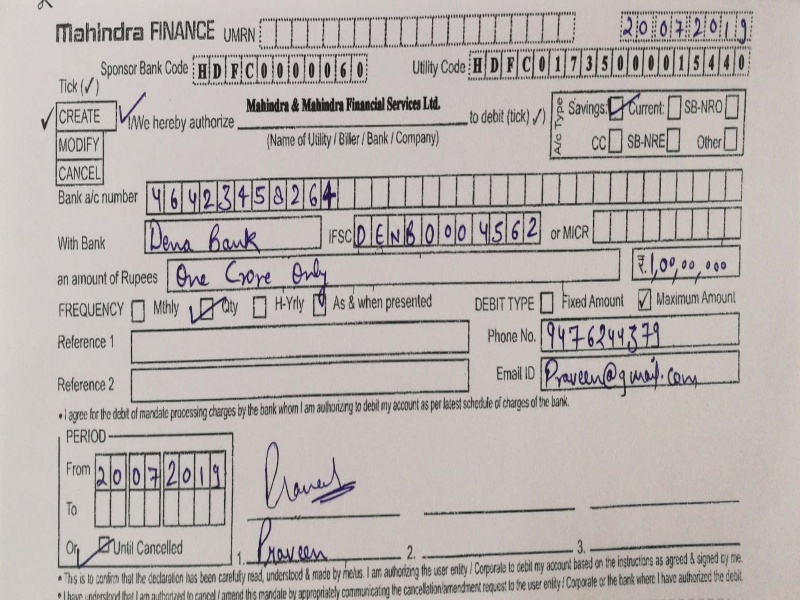 Mahindra FINANCE UMRN 20072019
Sponsor Bank Code HDFC0000060 Utility Code HDFC01735000015440
Tick (✓)
CREATE I/We hereby authorize Mahindra & Mahindra Financial Services Ltd. to debit (tick ✓) A/c Type Savings: Current: SB-NRO
MODIFY (Name of Utility / Biller / Bank / Company) CC SB-NRE Other
CANCEL
Bank a/c number 46423458264
With Bank Dena Bank IFSC DENB0004562 or MICR
an amount of Rupees One Crore Only ₹.1,00,00,000
FREQUENCY Mthly Qty H-Yrly As & when presented DEBIT TYPE Fixed Amount Maximum Amount
Reference 1 Phone No. 9476244379
Reference 2 Email ID Praveen@gmail.com
• I agree for the debit of mandate processing charges by the bank whom I am authorizing to debit my account as per latest schedule of charges of the bank.
PERIOD
From 20072019
To
Or Until Cancelled
Praveen
1. Praveen 2. 3.
• This is to confirm that the declaration has been carefully read, understood & made by me/us. I am authorizing the user entity / Corporate to debit my account based on the instructions as agreed & signed by me.
• I have understood that I am authorized to cancel / amend this mandate by appropriately communicating the cancellation/amendment request to the user entity / Corporate or the bank where I have authorized the debit.